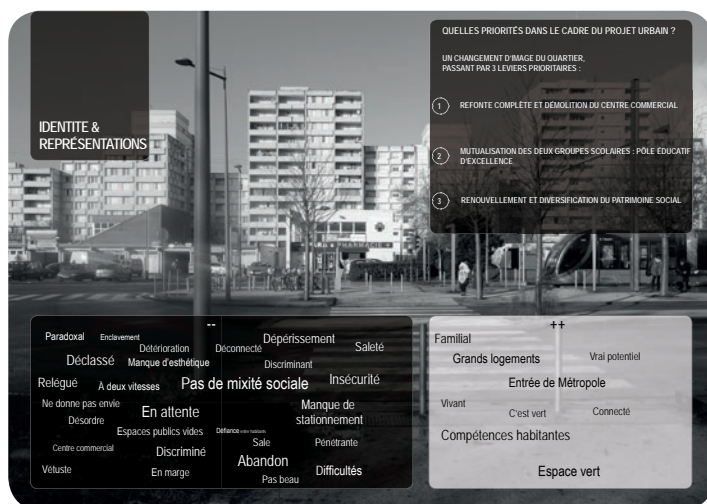 IDENTITE &
REPRÉSENTATIONS
QUELLES PRIORITÉS DANS LE CADRE DU PROJET URBAIN ?
UN CHANGEMENT D'IMAGE DU QUARTIER,
PASSANT PAR 3 LEVIERS PRIORITAIRES :
1 REFONTE COMPLÈTE ET DÉMOLITION DU CENTRE COMMERCIAL
2 MUTUALISATION DES DEUX GROUPES SCOLAIRES : PÔLE ÉDUCATIF
D'EXCELLENCE
3 RENOUVELLEMENT ET DIVERSIFICATION DU PATRIMOINE SOCIAL
PHARMACIE
--
Paradoxal
Enclavement
Détérioration
Déconnecté
Dépérissement
Saleté
Déclassé
Manque d'esthétique
Discriminant
Relégué
À deux vitesses
Pas de mixité sociale
Insécurité
Ne donne pas envie
En attente
Manque de
stationnement
Désordre
Espaces publics vides
Défiance entre habitants
Sale
Pénétrante
Centre commercial
Discriminé
Abandon
Vétuste
En marge
Pas beau
Difficultés
++
Familial
Grands logements
Vrai potentiel
Entrée de Métropole
Vivant
C'est vert
Connecté
Compétences habitantes
Espace vert